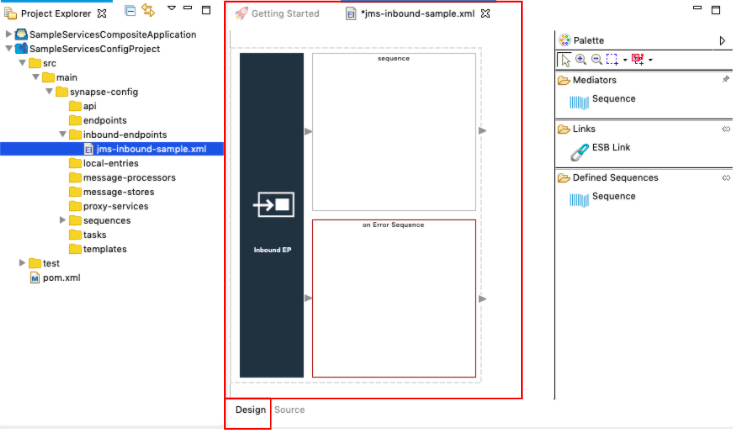 Project Explorer
SampleServicesCompositeApplication
SampleServicesConfigProject
src
main
synapse-config
api
endpoints
inbound-endpoints
jms-inbound-sample.xml
local-entries
message-processors
message-stores
proxy-services
sequences
tasks
templates
test
pom.xml
Getting Started
*jms-inbound-sample.xml
sequence
Inbound EP
on Error Sequence
Design
Source
Palette
Mediators
Sequence
Links
ESB Link
Defined Sequences
Sequence